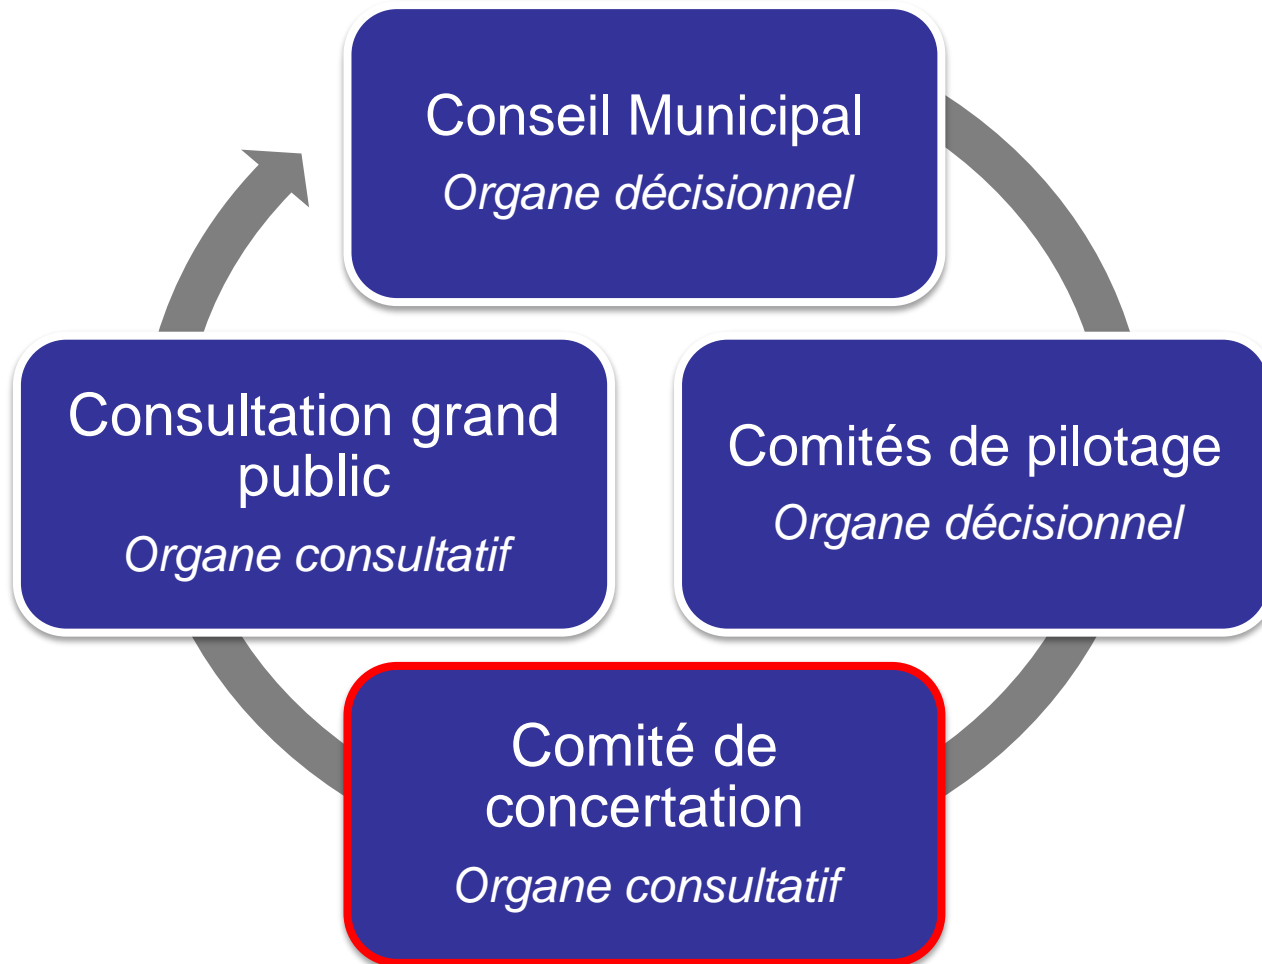 Conseil Municipal
Organe décisionnel
Consultation grand
public
Organe consultatif
Comités de pilotage
Organe décisionnel
Comité de
concertation
Organe consultatif